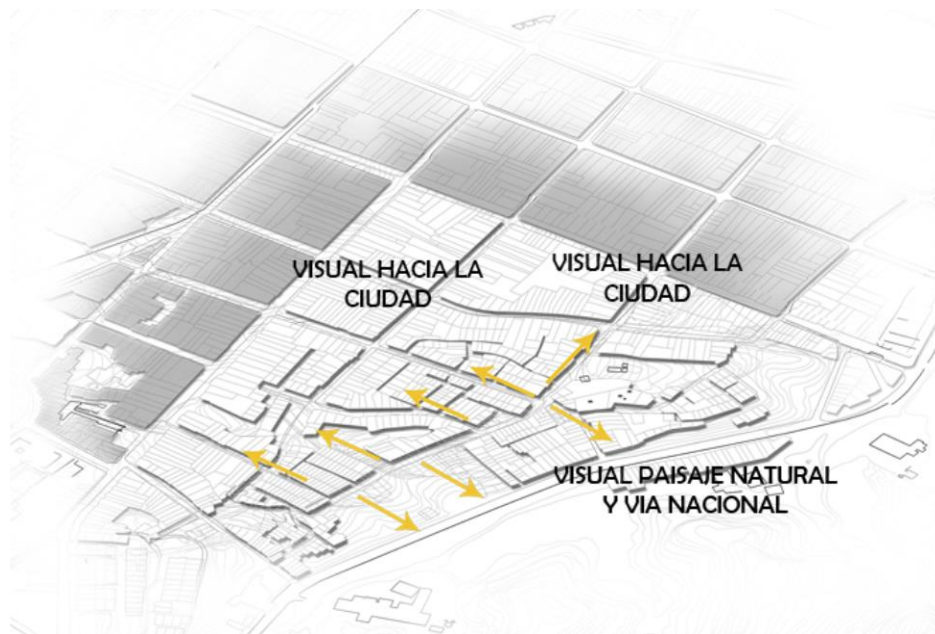 VISUAL HACIA LA
CIUDAD
VISUAL HACIA LA
CIUDAD
VISUAL PAISAJE NATURAL
Y VIA NACIONAL